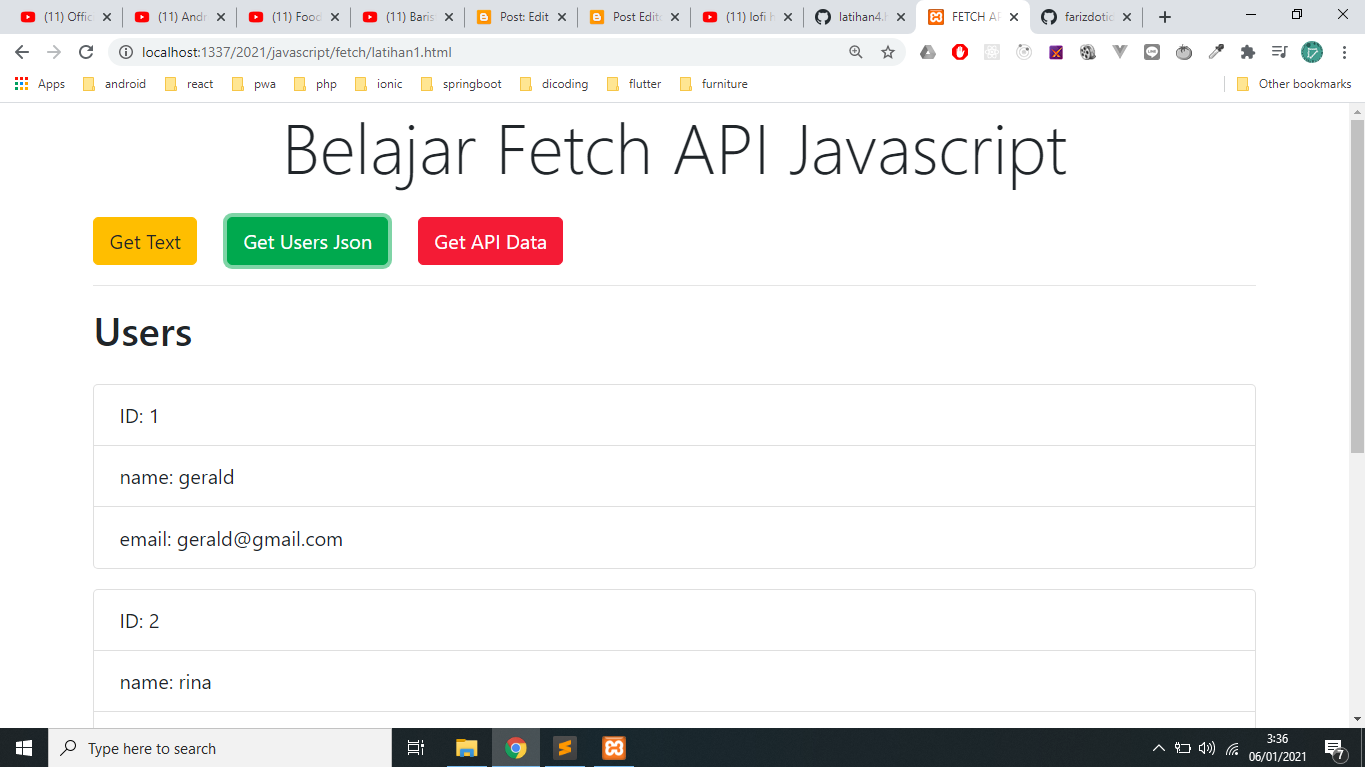 (11) Offic
(11) Andr
(11) Food
(11) Baris
Post: Edit
Post Edito
(11) lofi h
latihan4.h
FETCH AP
farizdotic
localhost:1337/2021/javascript/fetch/latihan1.html
Apps android react pwa php ionic springboot dicoding flutter furniture Other bookmarks
Belajar Fetch API Javascript
Get Text Get Users Json Get API Data
Users
ID: 1
name: gerald
email: gerald@gmail.com
ID: 2
name: rina
Type here to search
3:36
06/01/2021
7